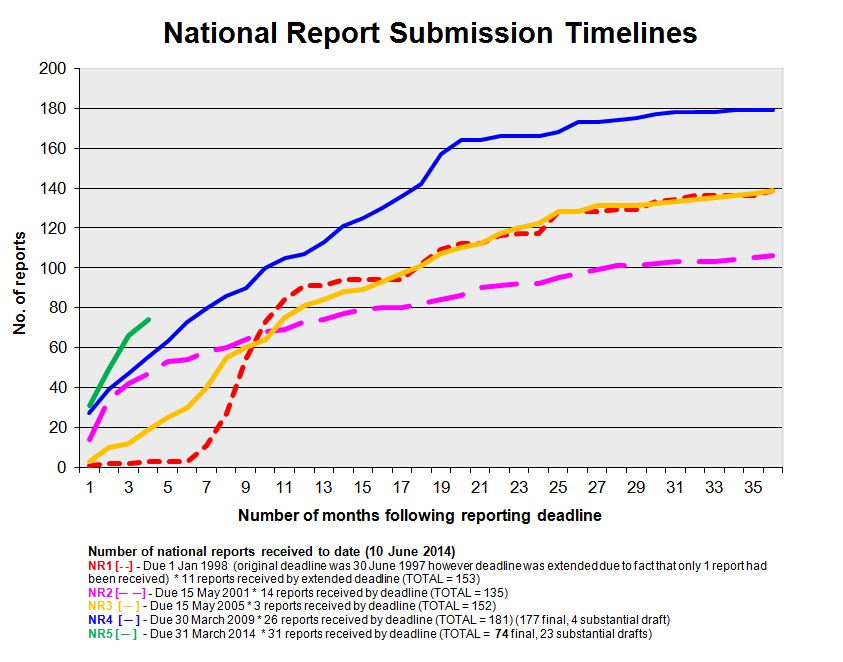 National Report Submission Timelines
200
180
160
140
120
100
80
60
40
20
0
No. of reports
1 3 5 7 9 11 13 15 17 19 21 23 25 27 29 31 33 35
Number of months following reporting deadline
Number of national reports received to date (10 June 2014)
NR1 [- -] - Due 1 Jan 1998 (original deadline was 30 June 1997 however deadline was extended due to fact that only 1 report had
been received) * 11 reports received by extended deadline (TOTAL = 153)
NR2 [— —] - Due 15 May 2001 * 14 reports received by deadline (TOTAL = 135)
NR3 [—] - Due 15 May 2005 * 3 reports received by deadline (TOTAL = 152)
NR4 [—] - Due 30 March 2009 * 26 reports received by deadline (TOTAL = 181) (177 final, 4 substantial draft)
NR5 [—] - Due 31 March 2014 * 31 reports received by deadline (TOTAL = 74 final, 23 substantial drafts)